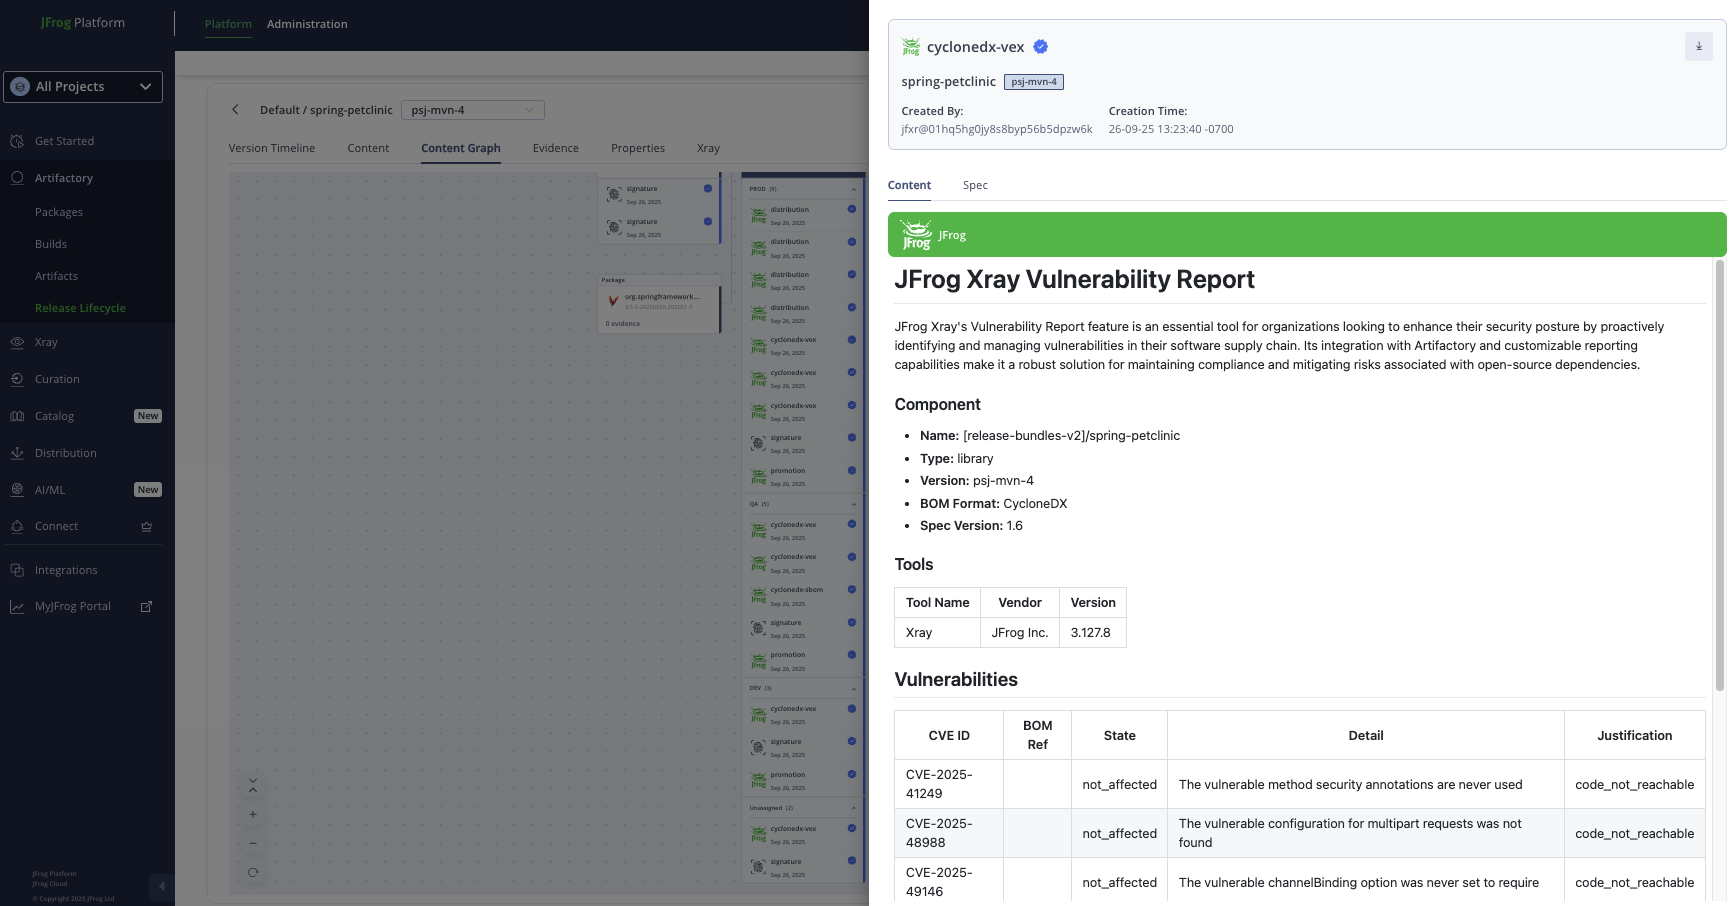 JFrog Platform
Platform
Administration
All Projects
Get Started
Artifactory
Packages
Builds
Artifacts
Release Lifecycle
Xray
Curation
Catalog New
Distribution
AI/ML New
Connect
Integrations
MyJFrog Portal
JFrog Platform
JFrog Cloud
© Copyright 2025 JFrog Ltd
Default / spring-petclinic psj-mvn-4
Version Timeline Content Content Graph Evidence Properties Xray
signature
Sep 26, 2025
signature
Sep 26, 2025
Package
org.springframework...
0 evidence
PROD (9)
distribution
Sep 26, 2025
distribution
Sep 26, 2025
distribution
Sep 26, 2025
distribution
Sep 26, 2025
cyclonedx-vex
Sep 26, 2025
cyclonedx-vex
Sep 26, 2025
cyclonedx-vex
Sep 26, 2025
signature
Sep 26, 2025
promotion
Sep 26, 2025
QA (5)
cyclonedx-vex
Sep 26, 2025
cyclonedx-vex
Sep 26, 2025
cyclonedx-sbom
Sep 26, 2025
signature
Sep 26, 2025
promotion
Sep 26, 2025
DEV (3)
cyclonedx-vex
Sep 26, 2025
signature
Sep 26, 2025
promotion
Sep 26, 2025
Unassigned (2)
cyclonedx-vex
Sep 26, 2025
signature
Sep 26, 2025
JFrog cyclonedx-vex
spring-petclinic psj-mvn-4
Created By: Creation Time:
jfxr@01hq5hg0jy8s8byp56b5dpzw6k 26-09-25 13:23:40 -0700
Content Spec
JFrog JFrog
JFrog Xray Vulnerability Report
JFrog Xray's Vulnerability Report feature is an essential tool for organizations looking to enhance their security posture by proactively
identifying and managing vulnerabilities in their software supply chain. Its integration with Artifactory and customizable reporting
capabilities make it a robust solution for maintaining compliance and mitigating risks associated with open-source dependencies.
Component
• Name: [release-bundles-v2]/spring-petclinic
• Type: library
• Version: psj-mvn-4
• BOM Format: CycloneDX
• Spec Version: 1.6
Tools
Tool Name Vendor Version
Xray JFrog Inc. 3.127.8
Vulnerabilities
CVE ID BOM Ref State Detail Justification
CVE-2025-41249 not_affected The vulnerable method security annotations are never used code_not_reachable
CVE-2025-48988 not_affected The vulnerable configuration for multipart requests was not found code_not_reachable
CVE-2025-49146 not_affected The vulnerable channelBinding option was never set to require code_not_reachable